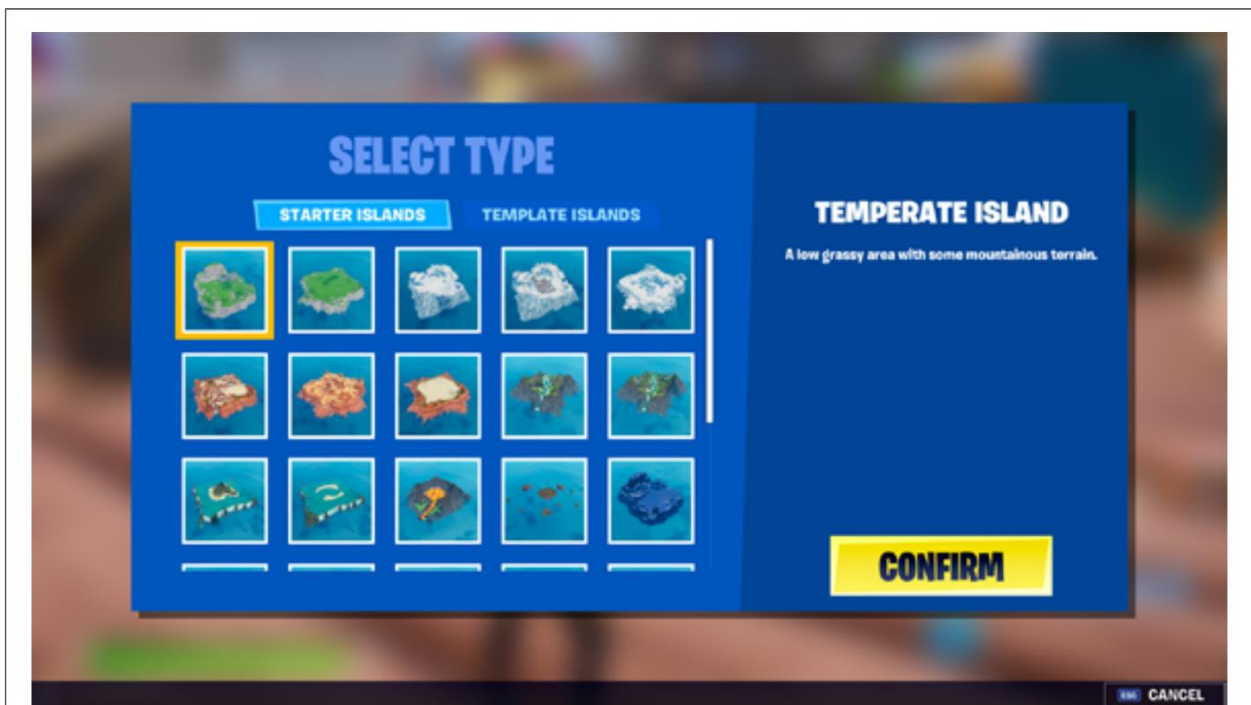 SELECT TYPE
STARTER ISLANDS
TEMPLATE ISLANDS
TEMPERATE ISLAND
A low grassy area with some mountainous terrain.
CONFIRM
ESC CANCEL